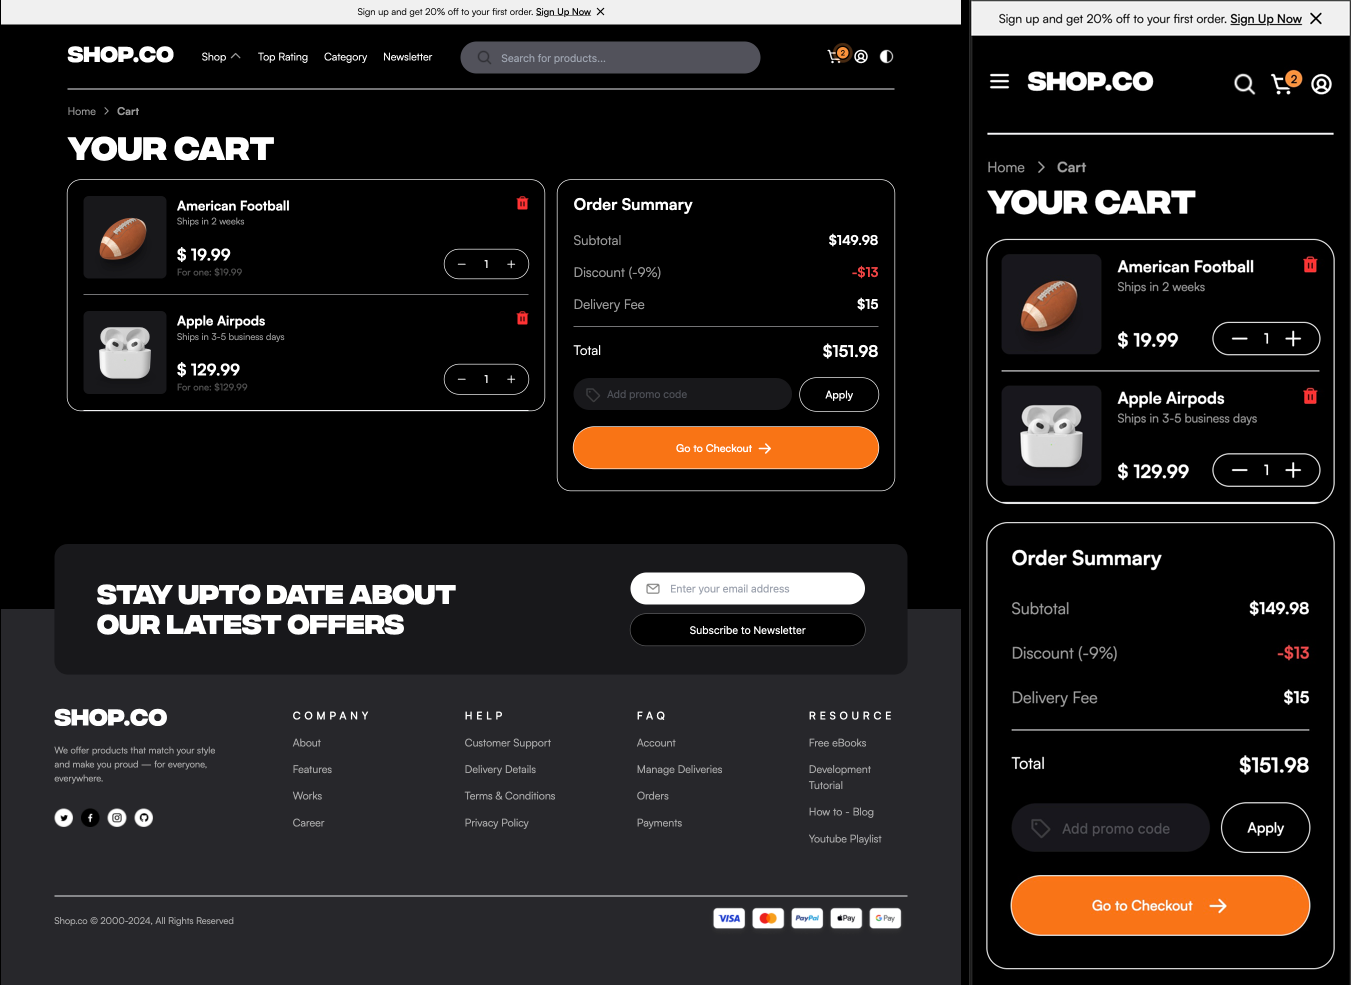 Sign up and get 20% off to your first order. Sign Up Now
SHOP.CO
Shop
Top Rating
Category
Newsletter
Search for products...
2
Home
Cart
YOUR CART
American Football
Ships in 2 weeks
$ 19.99
For one: $19.99
1
Apple Airpods
Ships in 3-5 business days
$ 129.99
For one: $129.99
1
Order Summary
Subtotal
$149.98
Discount (-9%)
-$13
Delivery Fee
$15
Total
$151.98
Add promo code
Apply
Go to Checkout
STAY UPTO DATE ABOUT
OUR LATEST OFFERS
Enter your email address
Subscribe to Newsletter
SHOP.CO
We offer products that match your style
and make you proud — for everyone,
everywhere.
COMPANY
About
Features
Works
Career
HELP
Customer Support
Delivery Details
Terms & Conditions
Privacy Policy
FAQ
Account
Manage Deliveries
Orders
Payments
RESOURCE
Free eBooks
Development
Tutorial
How to - Blog
Youtube Playlist
Shop.co © 2000-2024, All Rights Reserved
VISA
PayPal
Pay
G Pay
Sign up and get 20% off to your first order. Sign Up Now
SHOP.CO
2
Home
Cart
YOUR CART
American Football
Ships in 2 weeks
$ 19.99
1
Apple Airpods
Ships in 3-5 business days
$ 129.99
1
Order Summary
Subtotal
$149.98
Discount (-9%)
-$13
Delivery Fee
$15
Total
$151.98
Add promo code
Apply
Go to Checkout